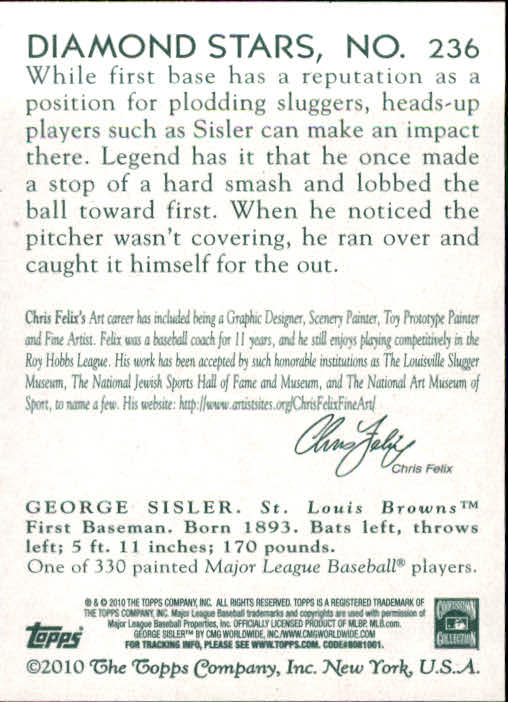 DIAMOND STARS, NO. 236
While first base has a reputation as a
position for plodding sluggers, heads-up
players such as Sisler can make an impact
there. Legend has it that he once made
a stop of a hard smash and lobbed the
ball toward first. When he noticed the
pitcher wasn't covering, he ran over and
caught it himself for the out.
Chris Felix's Art career has included being a Graphic Designer, Scenery Painter, Toy Prototype Painter
and Fine Artist. Felix was a baseball coach for 11 years, and he still enjoys playing competitively in the
Roy Hobbs League. His work has been accepted by such honorable institutions as The Louisville Slugger
Museum, The National Jewish Sports Hall of Fame and Museum, and The National Art Museum of
Sport, to name a few. His website: http://www.artistsites.org/ChrisFelixFineArt/
Chris Felix
Chris Felix
GEORGE SISLER. St. Louis Browns™
First Baseman. Born 1893. Bats left, throws
left; 5 ft. 11 inches; 170 pounds.
One of 330 painted Major League Baseball® players.
® & © 2010 THE TOPPS COMPANY, INC. ALL RIGHTS RESERVED. TOPPS IS A REGISTERED TRADEMARK OF
THE TOPPS COMPANY, INC. Major League Baseball trademarks and copyrights are used with permission of
Major League Baseball Properties, Inc. OFFICIALLY LICENSED PRODUCT OF MLBP. MLB.com.
GEORGE SISLER™ BY CMG WORLDWIDE, INC./WWW.CMGWORLDWIDE.COM
FOR TRACKING INFO, PLEASE SEE WWW.TOPPS.COM. CODE#8081001.
Topps
COOPERSTOWN
COLLECTION
©2010 The Topps Company, Inc. New York, U.S.A.